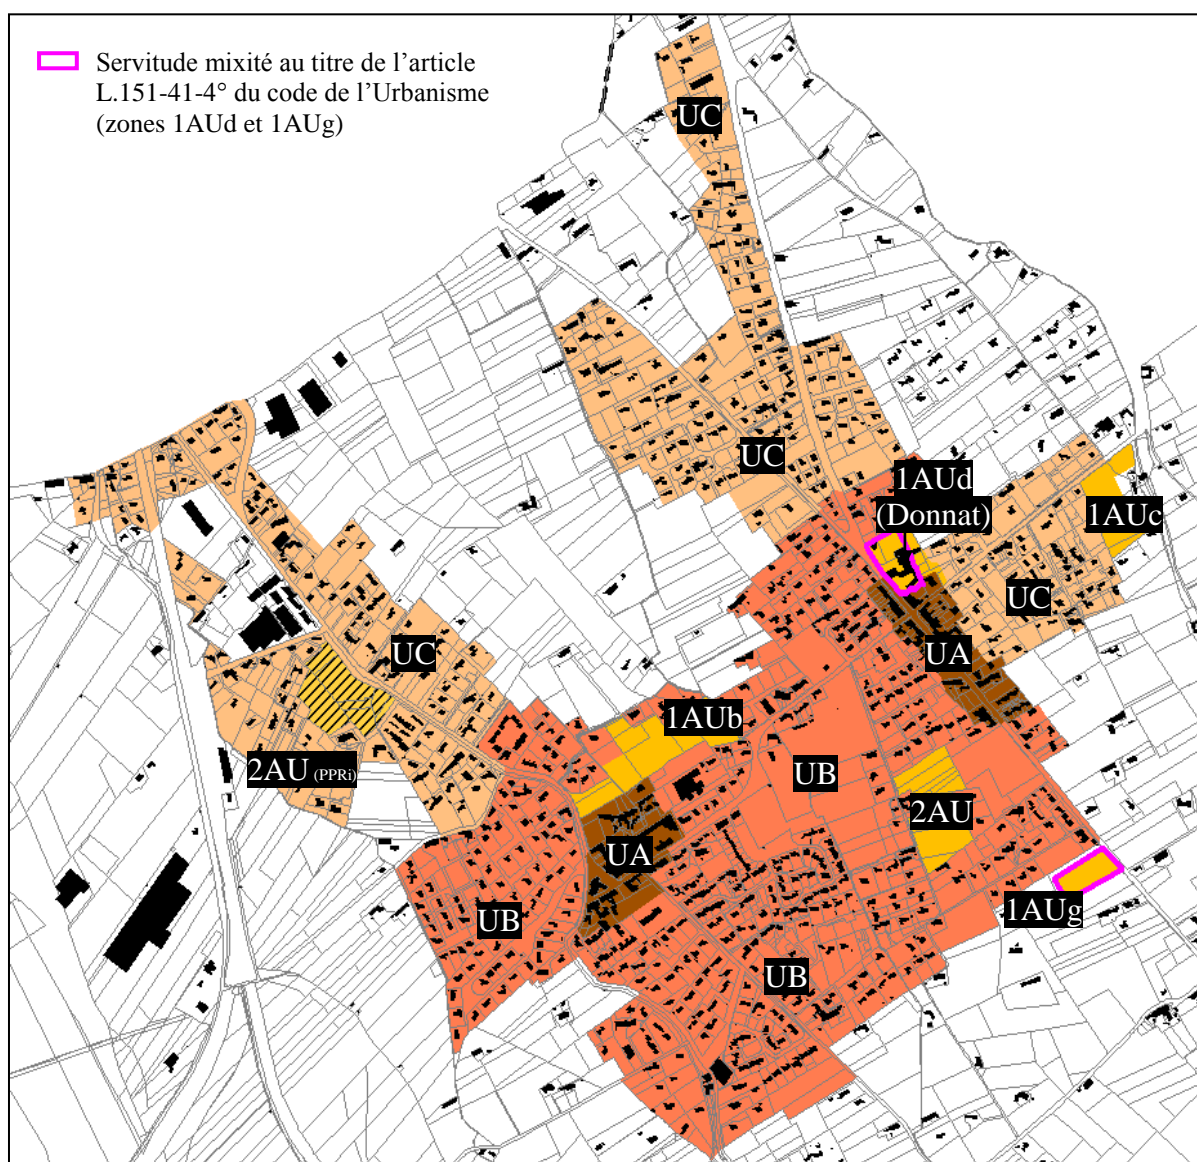 Servitude mixité au titre de l’article
L.151-41-4° du code de l’Urbanisme
(zones 1AUd et 1AUg)
UC
UC
1AUd
(Donnat)
1AUc
UC
UA
UC
1AUb
2AU (PPRi)
UB
2AU
UA
1AUg
UB
UB